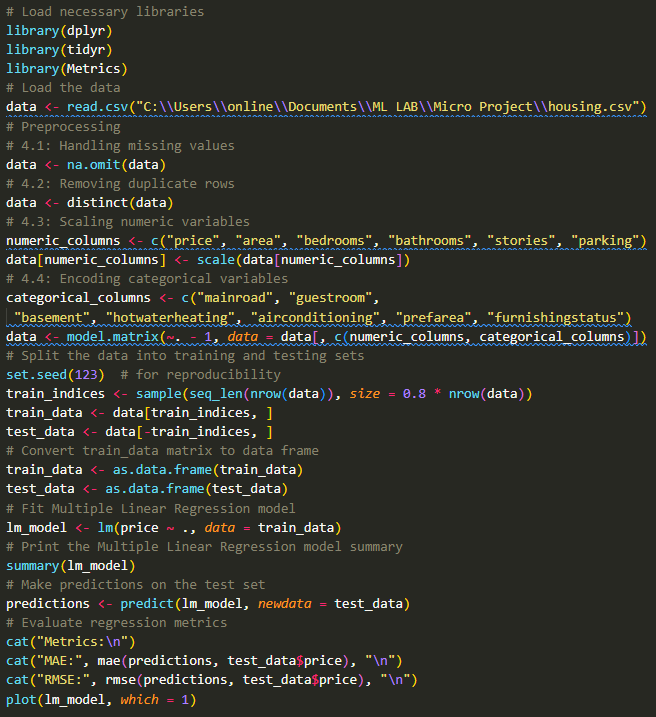 # Load necessary libraries
library(dplyr)
library(tidyr)
library(Metrics)
# Load the data
data <- read.csv("C:\\Users\\online\\Documents\\ML LAB\\Micro Project\\housing.csv")
# Preprocessing
# 4.1: Handling missing values
data <- na.omit(data)
# 4.2: Removing duplicate rows
data <- distinct(data)
# 4.3: Scaling numeric variables
numeric_columns <- c("price", "area", "bedrooms", "bathrooms", "stories", "parking")
data[numeric_columns] <- scale(data[numeric_columns])
# 4.4: Encoding categorical variables
categorical_columns <- c("mainroad", "guestroom",
 "basement", "hotwaterheating", "airconditioning", "prefarea", "furnishingstatus")
data <- model.matrix(~. - 1, data = data[, c(numeric_columns, categorical_columns)])
# Split the data into training and testing sets
set.seed(123)  # for reproducibility
train_indices <- sample(seq_len(nrow(data)), size = 0.8 * nrow(data))
train_data <- data[train_indices, ]
test_data <- data[-train_indices, ]
# Convert train_data matrix to data frame
train_data <- as.data.frame(train_data)
test_data <- as.data.frame(test_data)
# Fit Multiple Linear Regression model
lm_model <- lm(price ~ ., data = train_data)
# Print the Multiple Linear Regression model summary
summary(lm_model)
# Make predictions on the test set
predictions <- predict(lm_model, newdata = test_data)
# Evaluate regression metrics
cat("Metrics:\n")
cat("MAE:", mae(predictions, test_data$price), "\n")
cat("RMSE:", rmse(predictions, test_data$price), "\n")
plot(lm_model, which = 1)